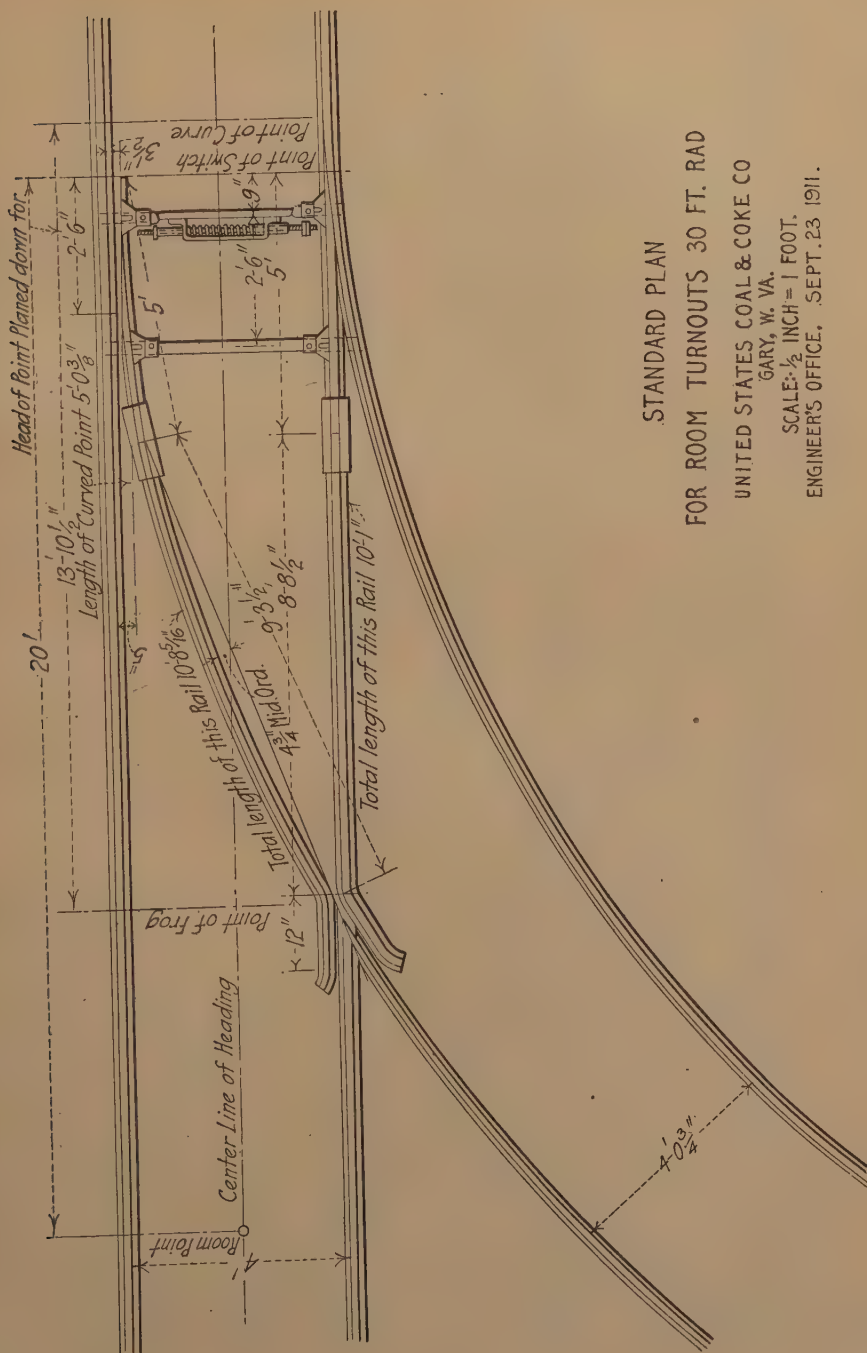 Head of Point Planed down for
20'
2'-6"
3½"
Point of Switch
Point of Curve
13'-10½"
Length of Curved Point 5'-0⅜"
5'
9"
2'-6"
5'
5"
Total length of this Rail 10'-8 5/16"
4¾" Mid. Ord.
9'-3½"
8'-8½"
Total length of this Rail 10'-1"
Point of Frog
12"
Center Line of Heading
Room Point
4'
4'-0¾"
STANDARD PLAN
FOR ROOM TURNOUTS 30 FT. RAD
UNITED STATES COAL & COKE CO
GARY, W. VA.
SCALE:-½ INCH = 1 FOOT.
ENGINEER'S OFFICE. SEPT. 23 1911.